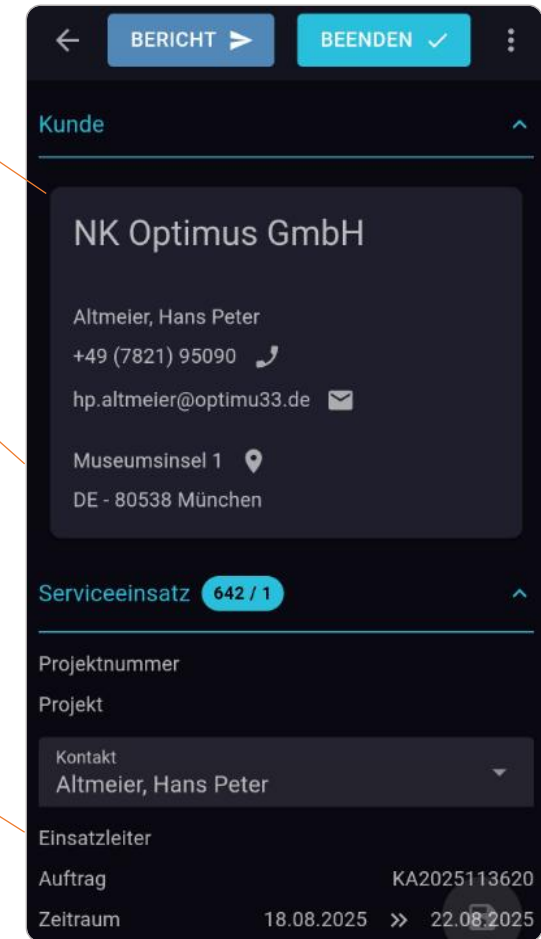 BERICHT
BEENDEN
Kunde
NK Optimus GmbH
Altmeier, Hans Peter
+49 (7821) 95090
hp.altmeier@optimu33.de
Museumsinsel 1
DE - 80538 München
Serviceeinsatz 642 / 1
Projektnummer
Projekt
Kontakt
Altmeier, Hans Peter
Einsatzleiter
Auftrag KA2025113620
Zeitraum 18.08.2025 » 22.08.2025